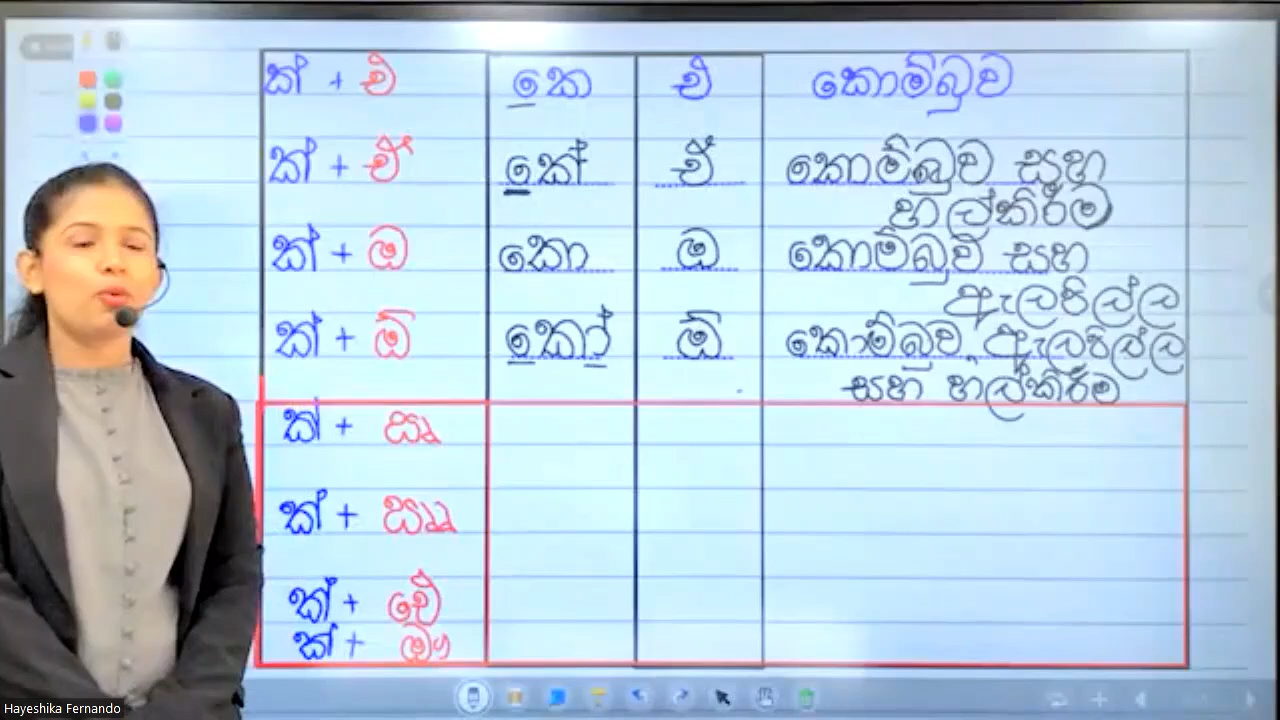 ක් + එ කෙ එ කොම්බුව
ක් + ඒ කේ ඒ කොම්බුව සහ
හල්කිරීම
ක් + ඔ කො ඔ කොම්බුව සහ
ඇලපිල්ල
ක් + ඕ කෝ ඕ කොම්බුව, ඇලපිල්ල
සහ හල්කිරීම
ක් + ඍ
ක් + ඎ
ක් + ඓ
ක් + ඖ
Hayeshika Fernando